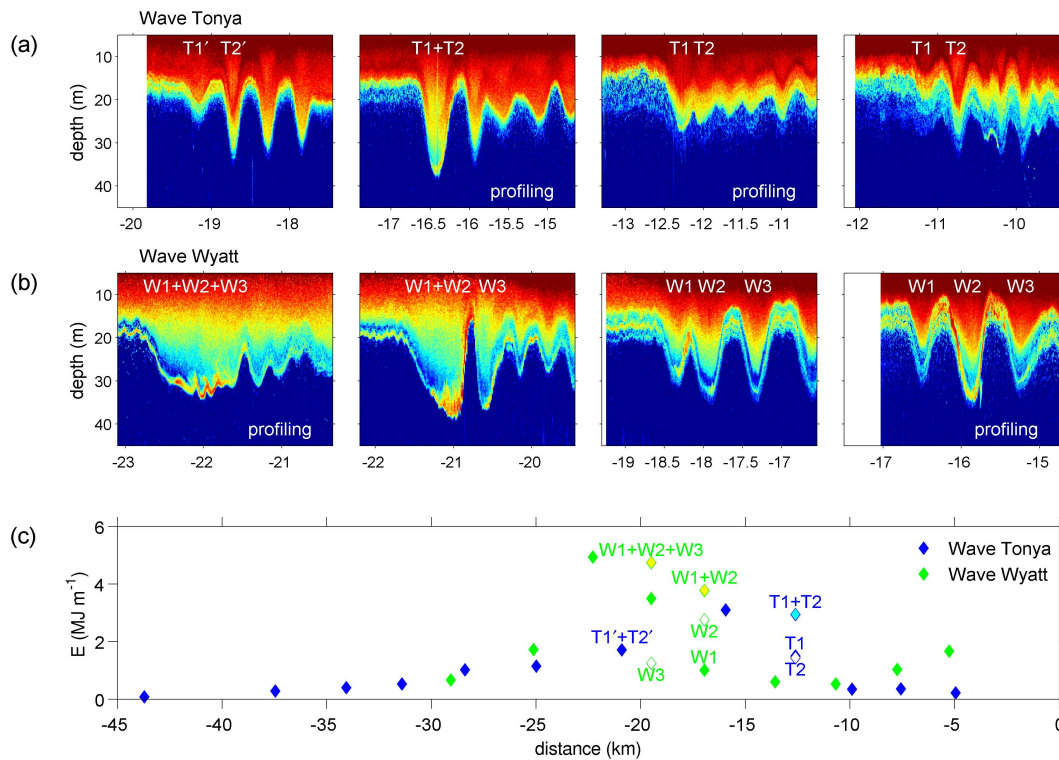 Wave Tonya
(a)
T1′ T2′
T1+T2
T1 T2
T1 T2
depth (m)
10
20
30
40
profiling
profiling
-20 -19 -18
-17 -16.5 -16 -15.5 -15 -14
-13 -12.5 -12 -11.5 -11 -10
-12 -11 -10
Wave Wyatt
(b)
W1+W2+W3
W1+W2 W3
W1 W2 W3
W1 W2 W3
depth (m)
10
20
30
40
profiling
-23 -22 -21
-22 -21 -20
-19 -18.5 -18 -17.5 -17
-17 -16 -15
(c)
E (MJ m⁻¹)
6
4
2
0
W1+W2+W3
W1+W2
T1+T2
W2
T1′+T2′
W3
W1
T1
T2
Wave Tonya
Wave Wyatt
-45 -40 -35 -30 -25 -20 -15 -10 -5 0
distance (km)